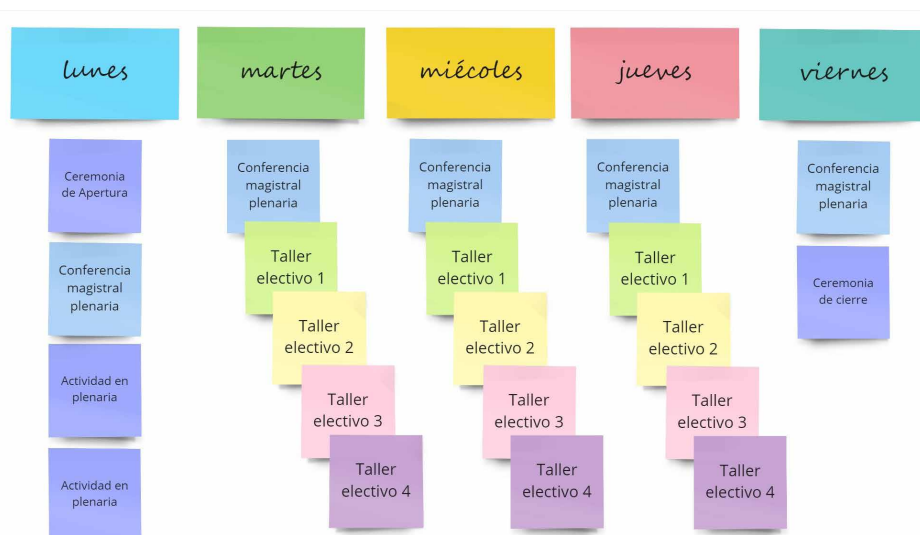 lunes
martes
miécoles
jueves
viernes
Ceremonia
de Apertura
Conferencia
magistral
plenaria
Actividad en
plenaria
Actividad en
plenaria
Conferencia
magistral
plenaria
Taller
electivo 1
Taller
electivo 2
Taller
electivo 3
Taller
electivo 4
Conferencia
magistral
plenaria
Taller
electivo 1
Taller
electivo 2
Taller
electivo 3
Taller
electivo 4
Conferencia
magistral
plenaria
Taller
electivo 1
Taller
electivo 2
Taller
electivo 3
Taller
electivo 4
Conferencia
magistral
plenaria
Ceremonia
de cierre